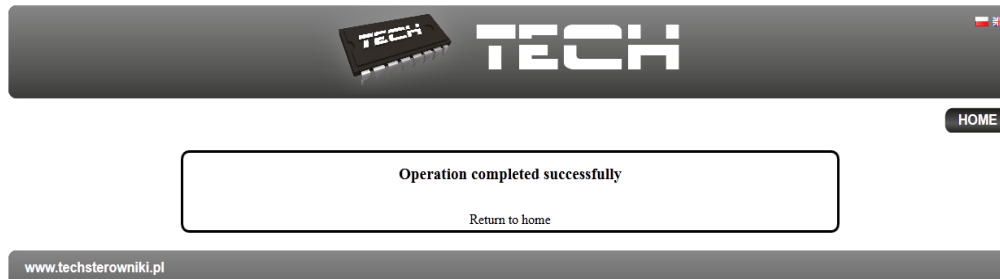 TECH
TECH
HOME
Operation completed successfully
Return to home
www.techsterowniki.pl